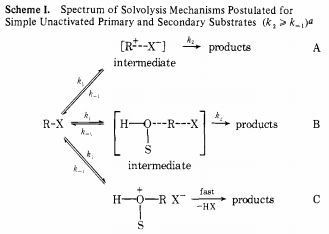 Scheme I. Spectrum of Solvolysis Mechanisms Postulated for
Simple Unactivated Primary and Secondary Substrates (k₂ ⩾ k₋₁)ᵃ
[R⁺---X⁻] k₂ products A
intermediate
k₁
k₋₁
R-X k₁ k₋₁ [H—O---R---X] k₂ products B
S
intermediate
k₁
k₋₁
H—O⁺—R X⁻ fast -HX products C
S